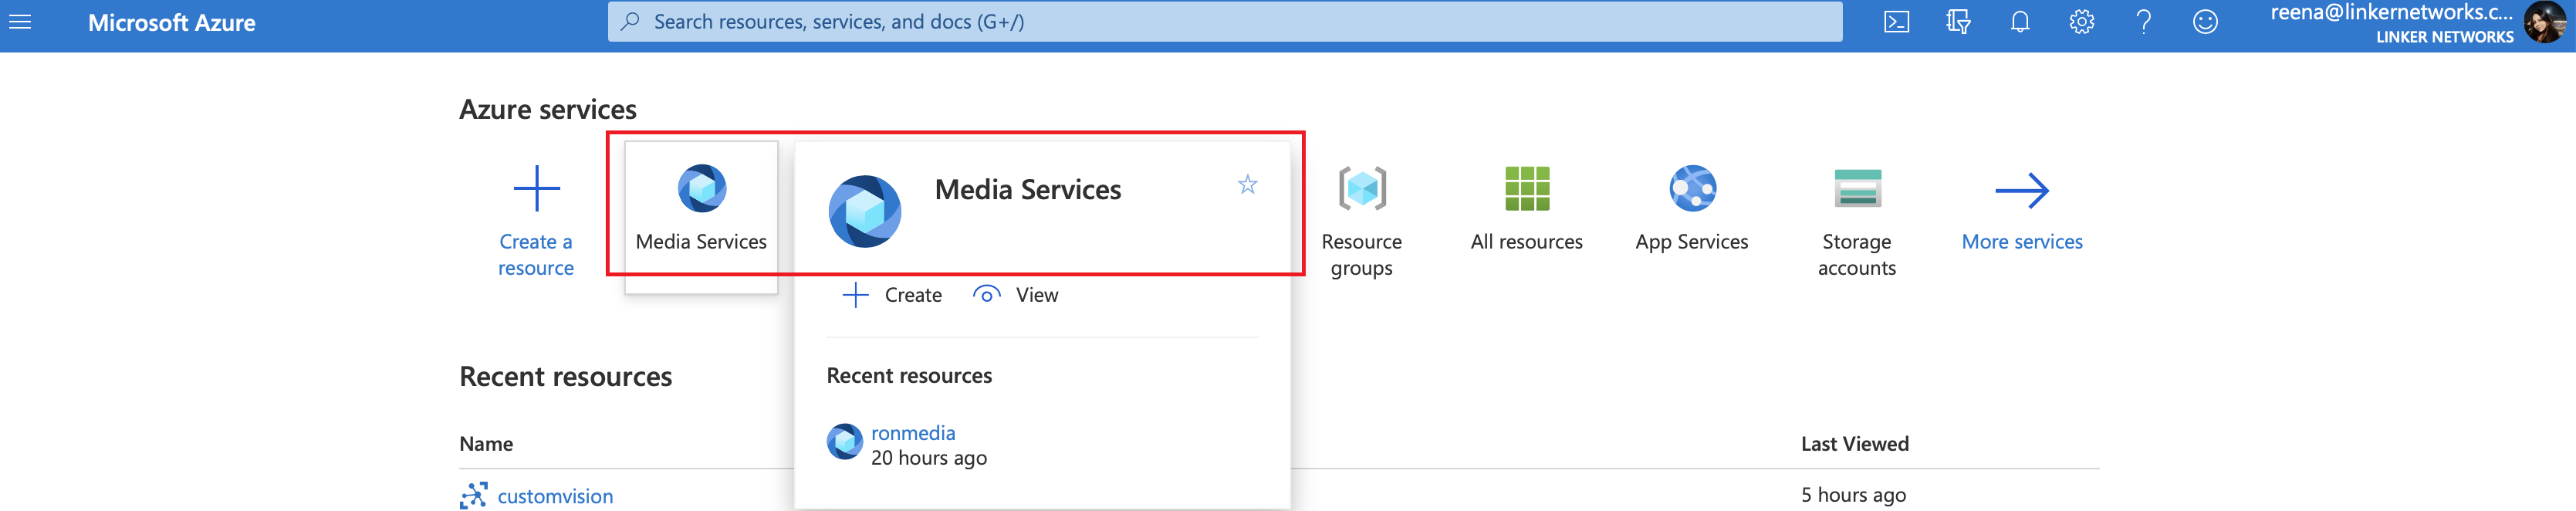 Microsoft Azure
Search resources, services, and docs (G+/)
reena@linkernetworks.c...
LINKER NETWORKS
Azure services
Create a
resource
Media Services
Media Services
Create
View
Recent resources
ronmedia
20 hours ago
Resource
groups
All resources
App Services
Storage
accounts
More services
Recent resources
Name
Last Viewed
customvision
5 hours ago